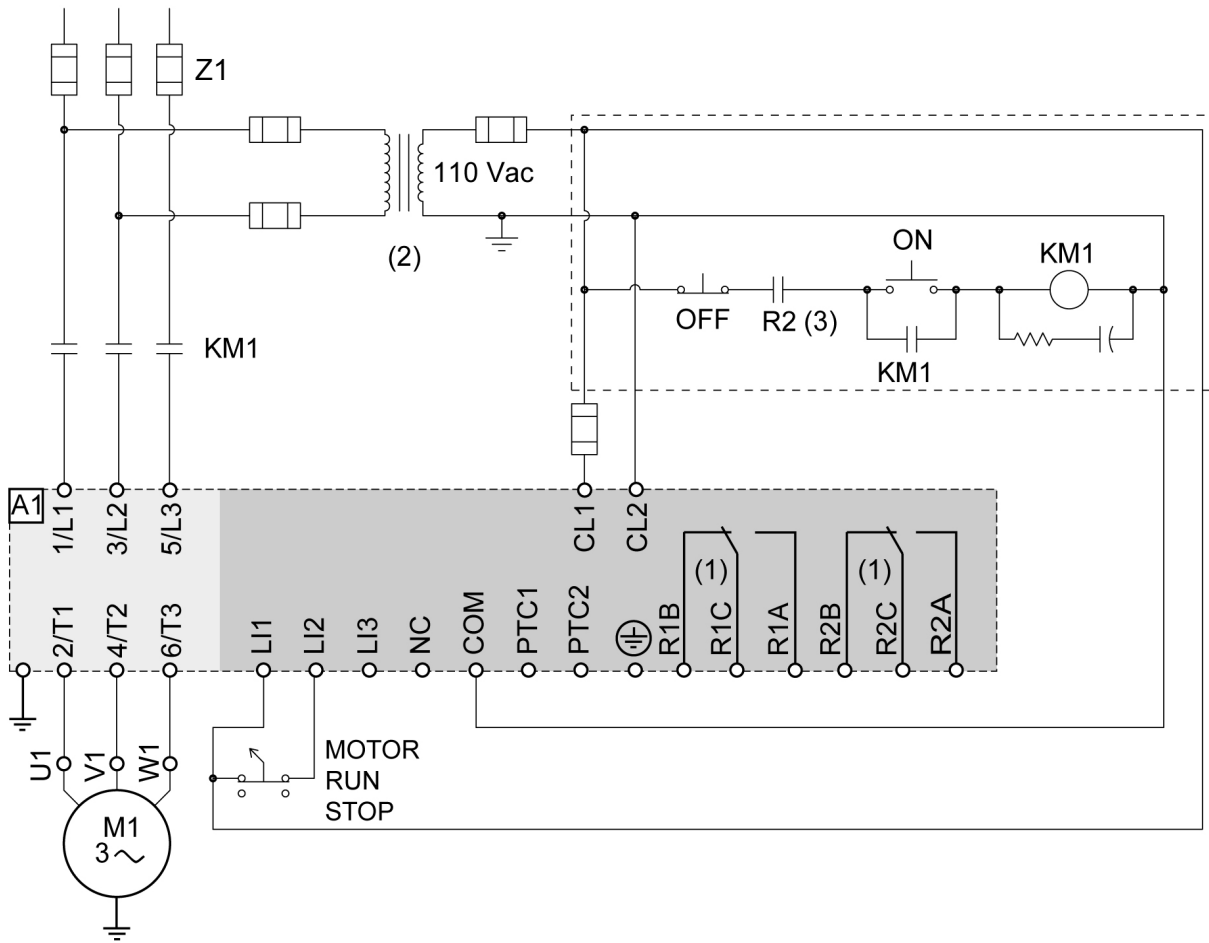 Z1
110 Vac
(2)
ON
KM1
OFF
R2 (3)
KM1
KM1
A1
1/L1
3/L2
5/L3
CL1
CL2
(1)
(1)
2/T1
4/T2
6/T3
LI1
LI2
LI3
NC
COM
PTC1
PTC2
R1B
R1C
R1A
R2B
R2C
R2A
U1
V1
W1
MOTOR
RUN
STOP
M1
3